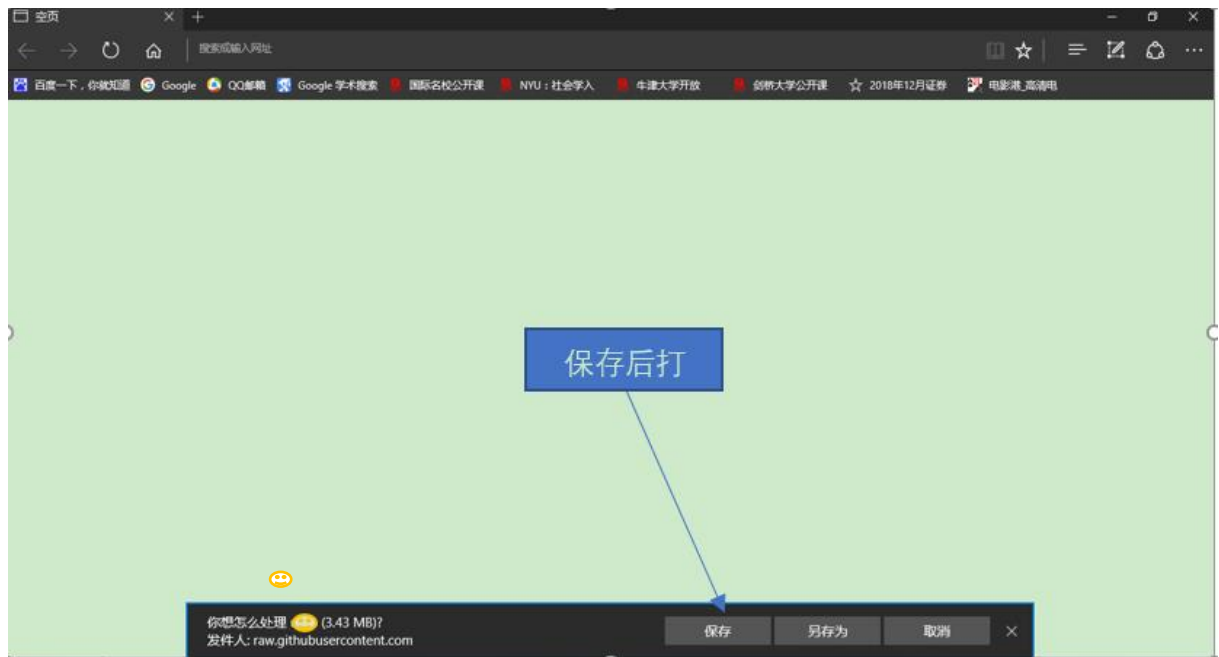 空页
搜索或输入网址
百度一下，你就知道 Google QQ邮箱 Google 学术搜索 国际名校公开课 NYU：社会学入 牛津大学开放 剑桥大学公开课 2018年12月证券 电影港_高清电
保存后打
你想怎么处理 (3.43 MB)?
发件人: raw.githubusercontent.com
保存 另存为 取消